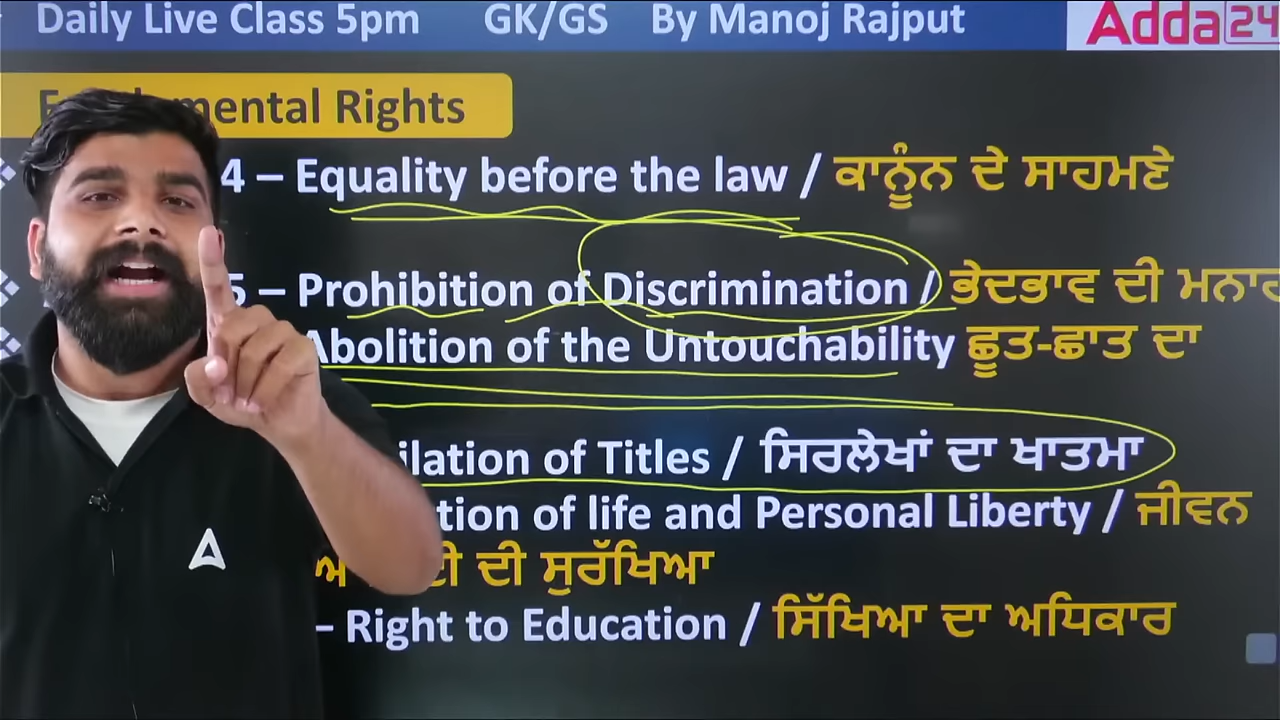 Daily Live Class 5pm GK/GS By Manoj Rajput Adda24
mental Rights
4 – Equality before the law / ਕਾਨੂੰਨ ਦੇ ਸਾਹਮਣੇ
5 – Prohibition of Discrimination / ਭੇਦਭਾਵ ਦੀ ਮਨਾਹ
Abolition of the Untouchability ਛੂਤ-ਛਾਤ ਦਾ
ilation of Titles / ਸਿਰਲੇਖਾਂ ਦਾ ਖਾਤਮਾ
tion of life and Personal Liberty / ਜੀਵਨ
ਦੀ ਸੁਰੱਖਿਆ
– Right to Education / ਸਿੱਖਿਆ ਦਾ ਅਧਿਕਾਰ